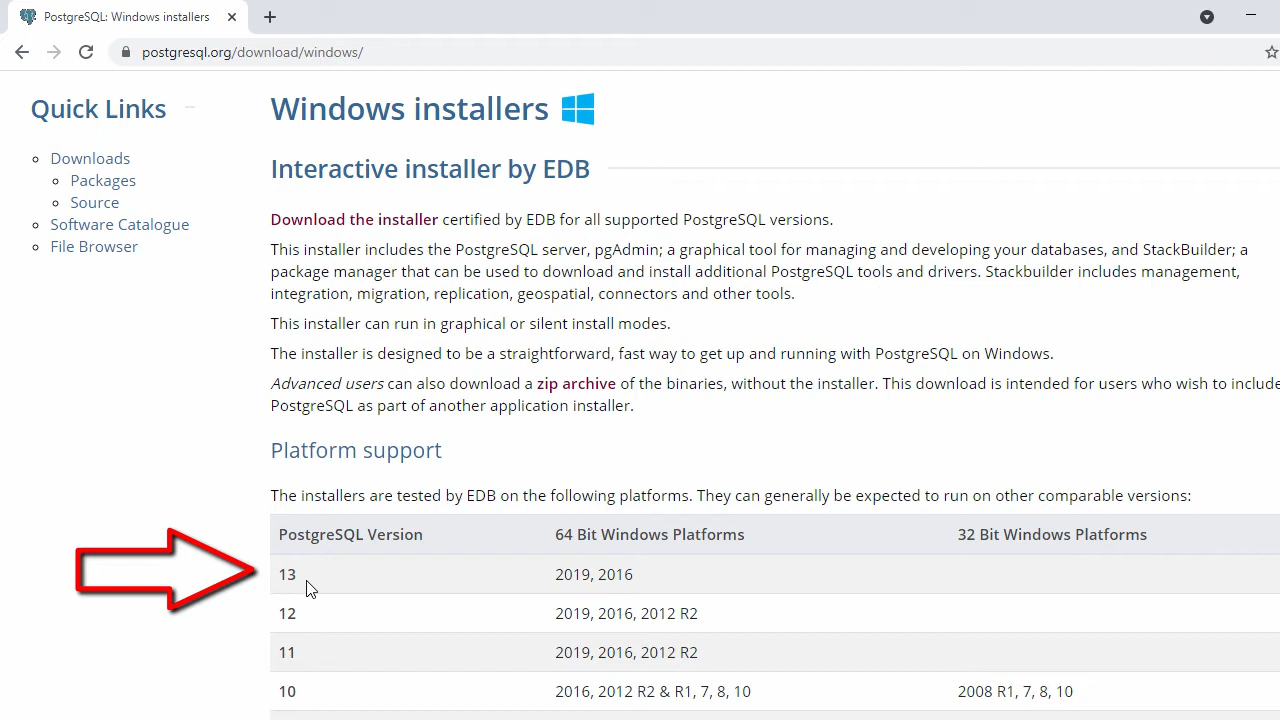 PostgreSQL: Windows installers
postgresql.org/download/windows/
Quick Links
Downloads
Packages
Source
Software Catalogue
File Browser
Windows installers
Interactive installer by EDB
Download the installer certified by EDB for all supported PostgreSQL versions.
This installer includes the PostgreSQL server, pgAdmin; a graphical tool for managing and developing your databases, and StackBuilder; a
package manager that can be used to download and install additional PostgreSQL tools and drivers. Stackbuilder includes management,
integration, migration, replication, geospatial, connectors and other tools.
This installer can run in graphical or silent install modes.
The installer is designed to be a straightforward, fast way to get up and running with PostgreSQL on Windows.
Advanced users can also download a zip archive of the binaries, without the installer. This download is intended for users who wish to include
PostgreSQL as part of another application installer.
Platform support
The installers are tested by EDB on the following platforms. They can generally be expected to run on other comparable versions:
PostgreSQL Version 64 Bit Windows Platforms 32 Bit Windows Platforms
13 2019, 2016
12 2019, 2016, 2012 R2
11 2019, 2016, 2012 R2
10 2016, 2012 R2 & R1, 7, 8, 10 2008 R1, 7, 8, 10